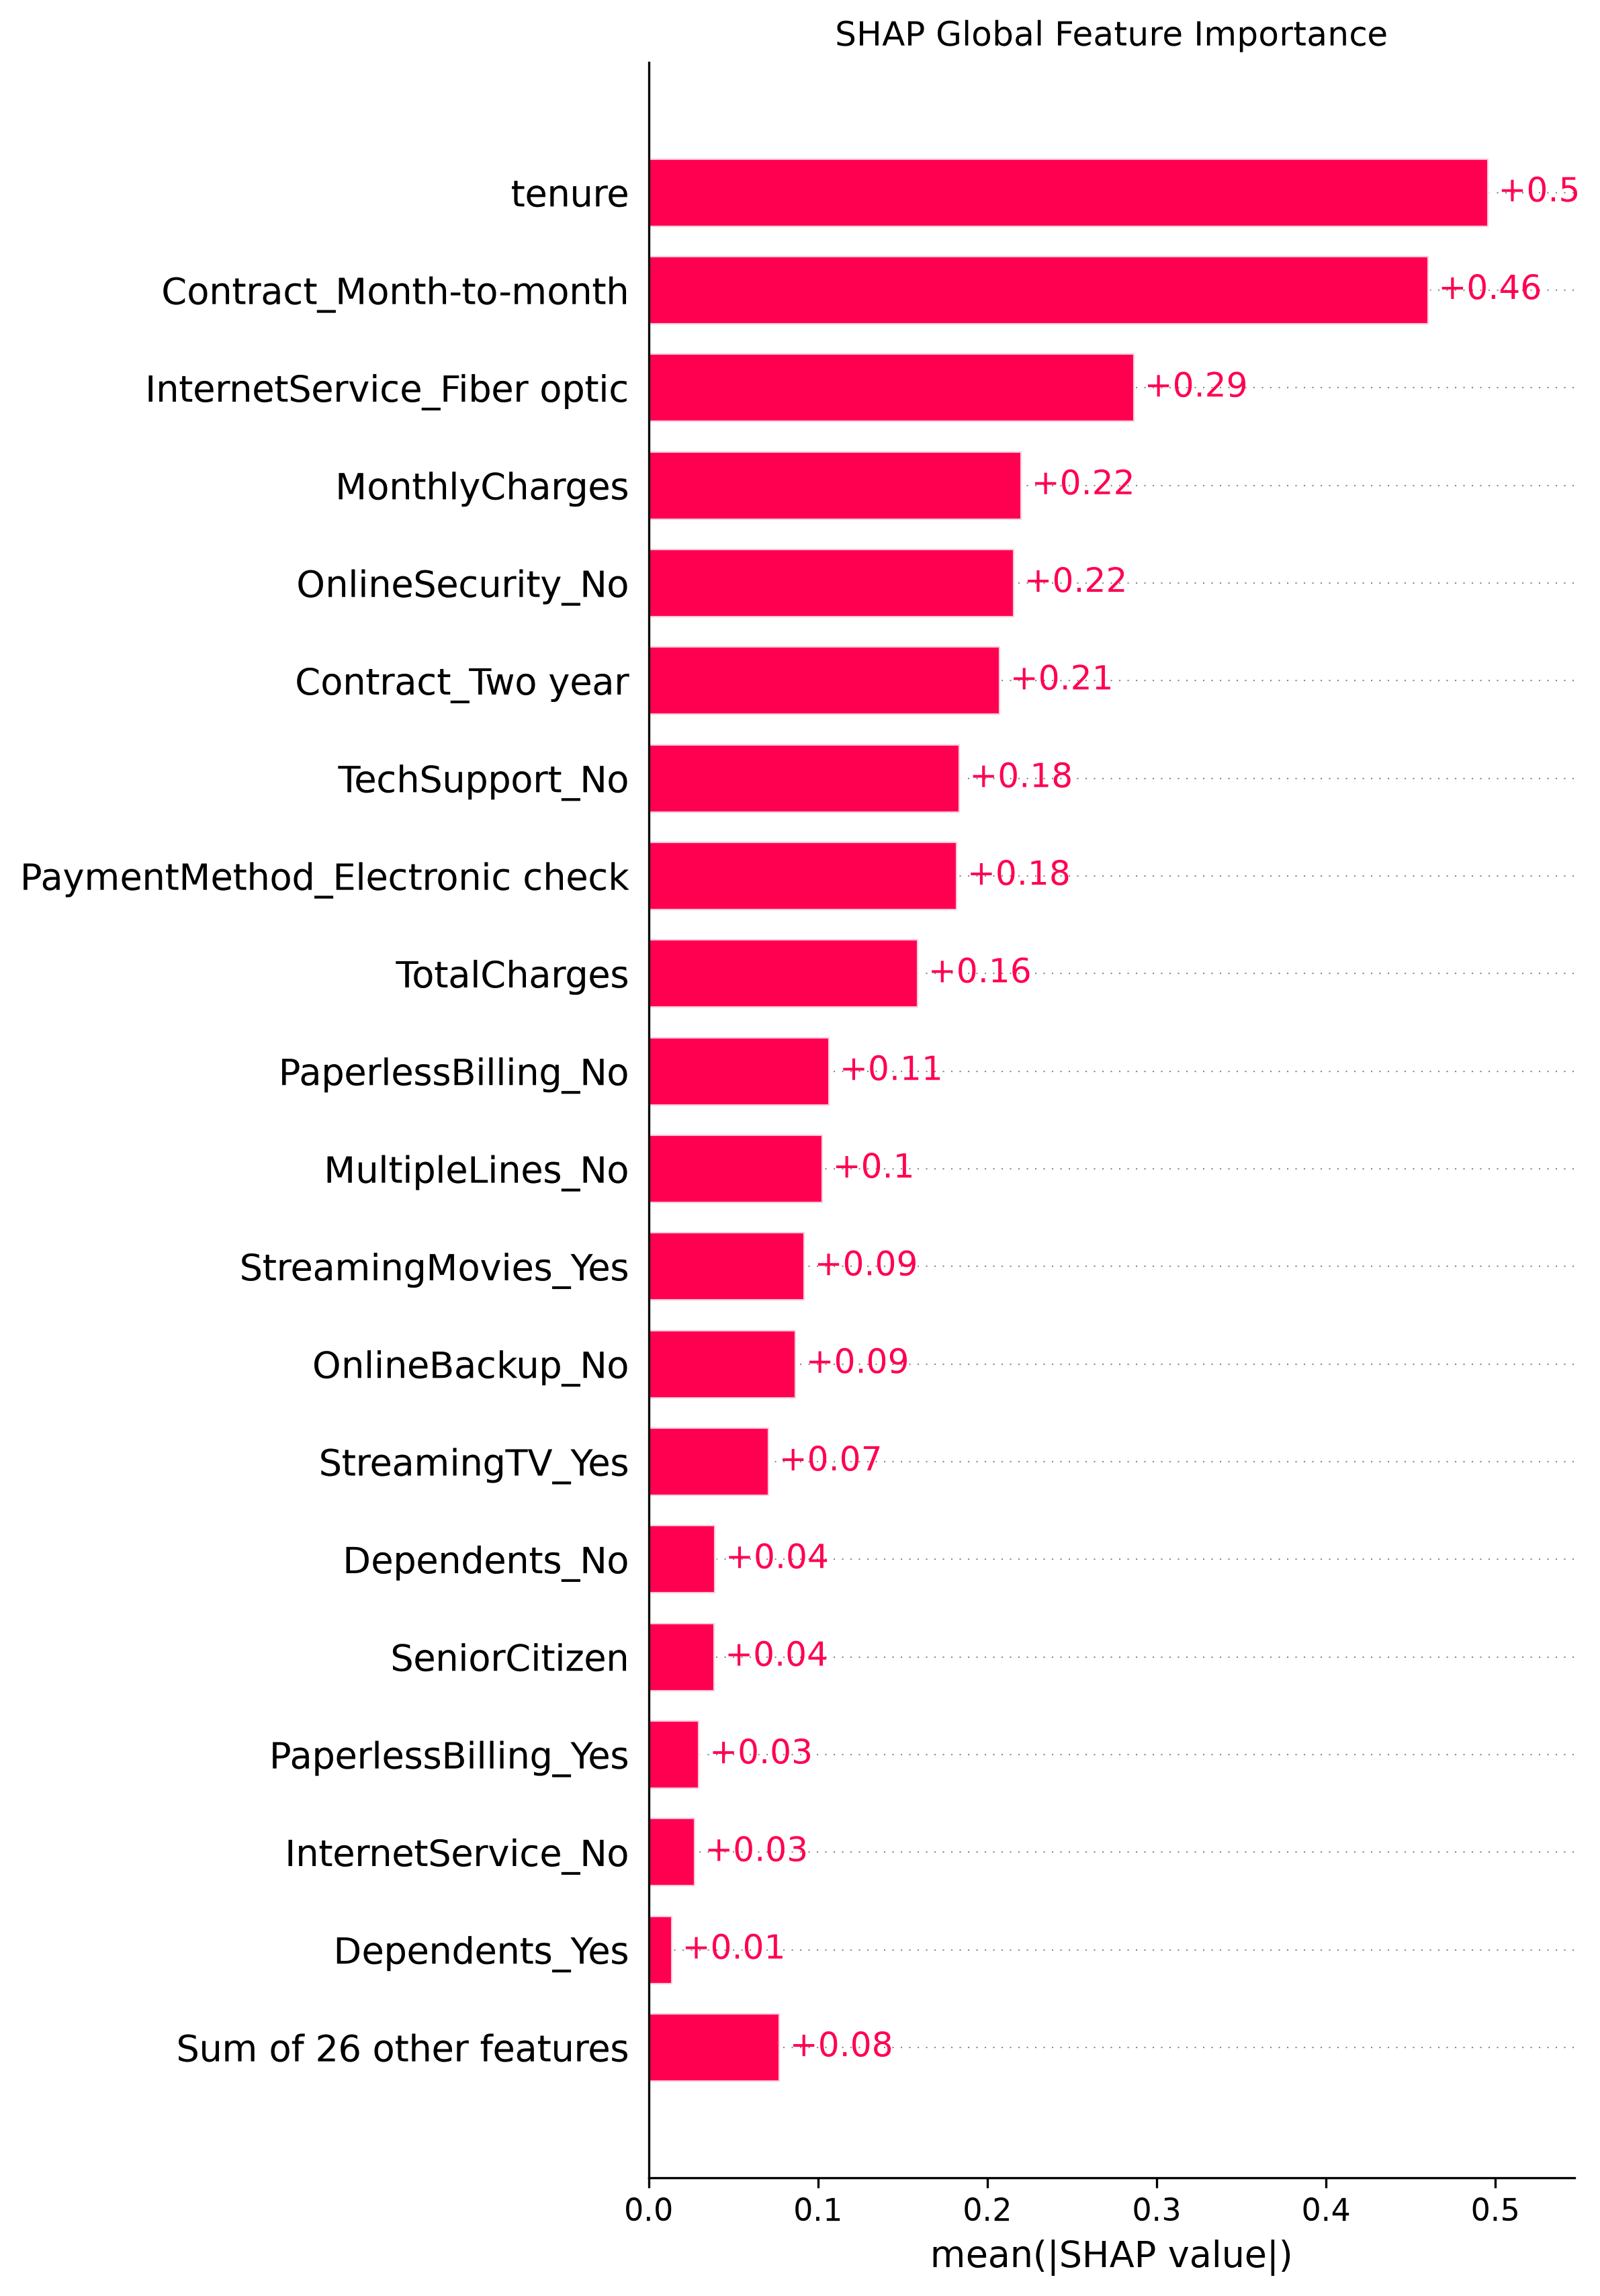 SHAP Global Feature Importance
tenure +0.5
Contract_Month-to-month +0.46
InternetService_Fiber optic +0.29
MonthlyCharges +0.22
OnlineSecurity_No +0.22
Contract_Two year +0.21
TechSupport_No +0.18
PaymentMethod_Electronic check +0.18
TotalCharges +0.16
PaperlessBilling_No +0.11
MultipleLines_No +0.1
StreamingMovies_Yes +0.09
OnlineBackup_No +0.09
StreamingTV_Yes +0.07
Dependents_No +0.04
SeniorCitizen +0.04
PaperlessBilling_Yes +0.03
InternetService_No +0.03
Dependents_Yes +0.01
Sum of 26 other features +0.08
0.0 0.1 0.2 0.3 0.4 0.5
mean(|SHAP value|)